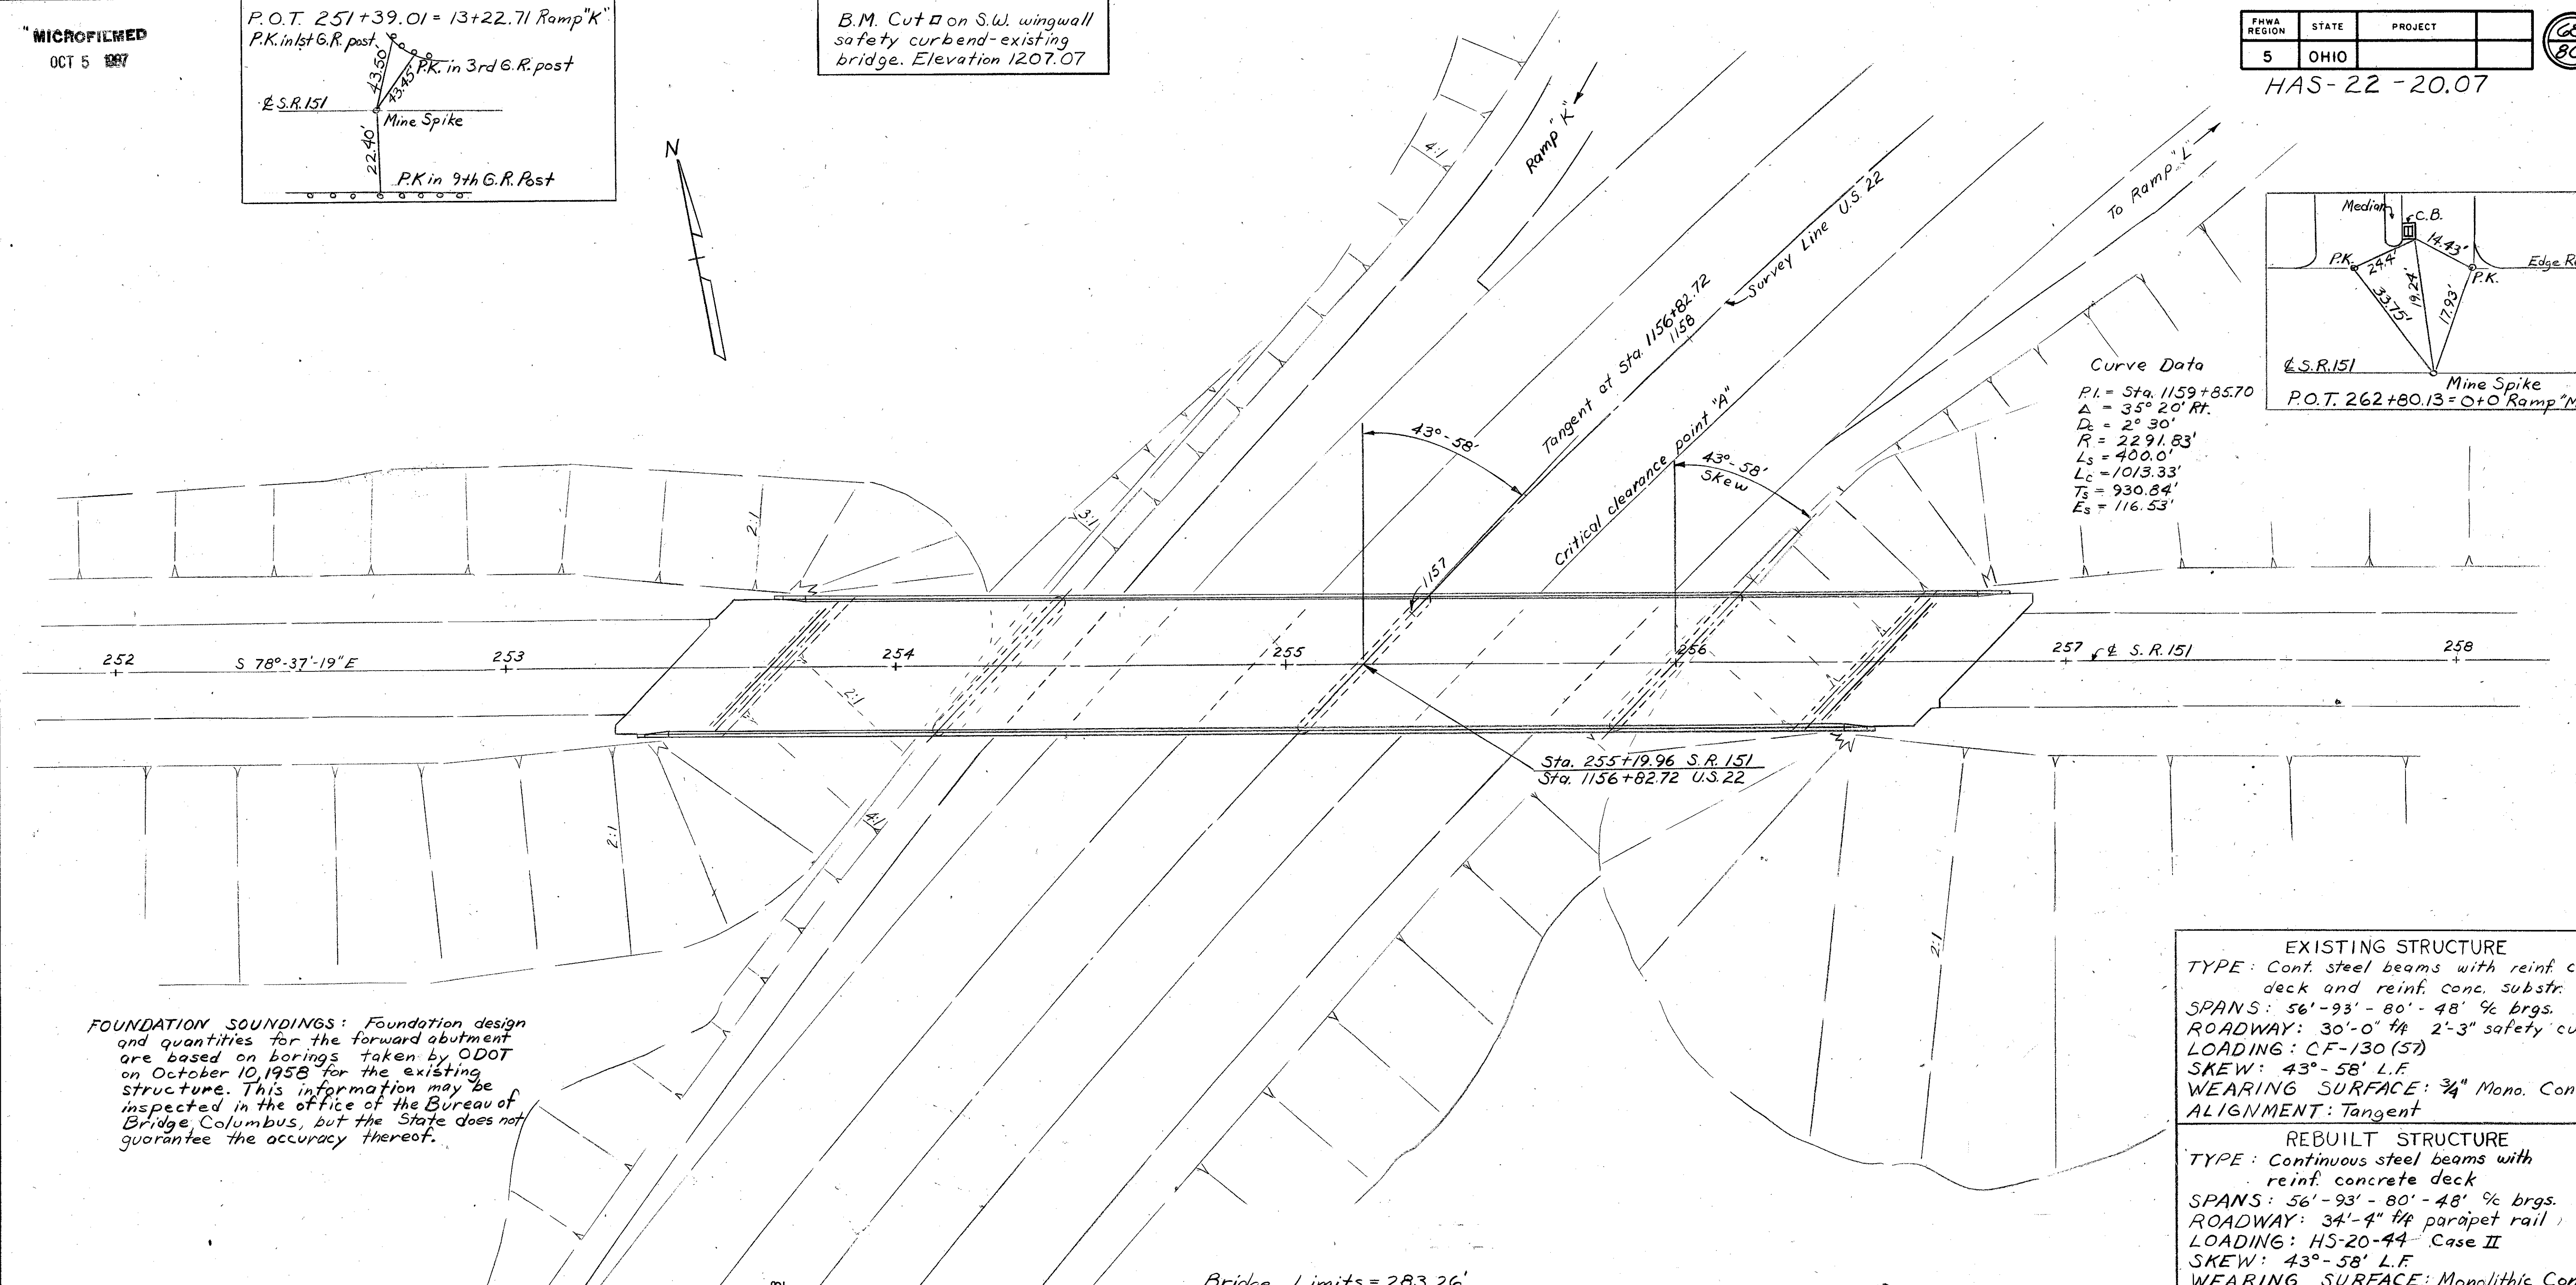 "MICROFILMED
OCT 5 1987
P.O.T. 251+39.01 = 13+22.71 Ramp "K"
P.K. in 1st G.R. post
43.50'
43.45'
P.K. in 3rd G.R. post
℄ S.R. 151
Mine Spike
22.40'
P.K in 9th G.R. Post
B.M. Cut □ on S.W. wingwall
safety curbend-existing
bridge. Elevation 1207.07
FHWA REGION STATE PROJECT
5 OHIO
HAS-22-20.07
N
4:1
Ramp "K"
Survey Line U.S. 22
To Ramp "L"
Tangent at Sta. 1156+82.72
1158
Critical clearance point "A"
43°-58'
43°-58'
Skew
1157
Median
C.B.
P.K.
24.4'
14.43'
P.K.
33.75'
19.24'
17.93'
℄ S.R. 151
Mine Spike
P.O.T. 262+80.13 = 0+0 Ramp
Curve Data
P.I. = Sta. 1159+85.70
Δ = 35° 20' Rt.
Dc = 2° 30'
R = 2291.83'
Ls = 400.0'
Lc = 1013.33'
Ts = 930.84'
Es = 116.53'
2:1
3:1
252
S 78°-37'-19" E
253
254
255
256
257
℄ S.R. 151
258
2:1
Sta. 255+19.96 S.R. 151
Sta. 1156+82.72 U.S. 22
4:1
2:1
2:1
FOUNDATION SOUNDINGS: Foundation design
and quantities for the forward abutment
are based on borings taken by ODOT
on October 10, 1958 for the existing
structure. This information may be
inspected in the office of the Bureau of
Bridge, Columbus, but the State does not
guarantee the accuracy thereof.
EXISTING STRUCTURE
TYPE: Cont. steel beams with reinf.
deck and reinf. conc. substr.
SPANS: 56'-93'-80'-48' c/c brgs.
ROADWAY: 30'-0" f/f 2'-3" safety
LOADING: CF-130 (57)
SKEW: 43°-58' L.F.
WEARING SURFACE: 3/4" Mono.
ALIGNMENT: Tangent
REBUILT STRUCTURE
TYPE: Continuous steel beams with
reinf. concrete deck
SPANS: 56'-93'-80'-48' c/c brgs.
ROADWAY: 34'-4" f/f parapet rail
LOADING: HS-20-44 Case II
SKEW: 43°-58' L.F.
WEARING SURFACE: Monolithic
Bridge Limits = 283.26'